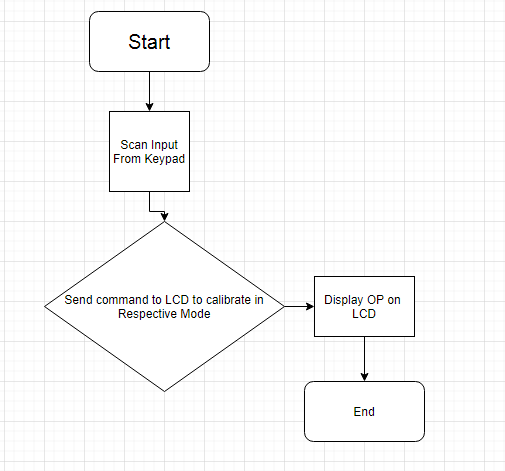 Start
Scan Input
From Keypad
Send command to LCD to calibrate in
Respective Mode
Display OP on
LCD
End